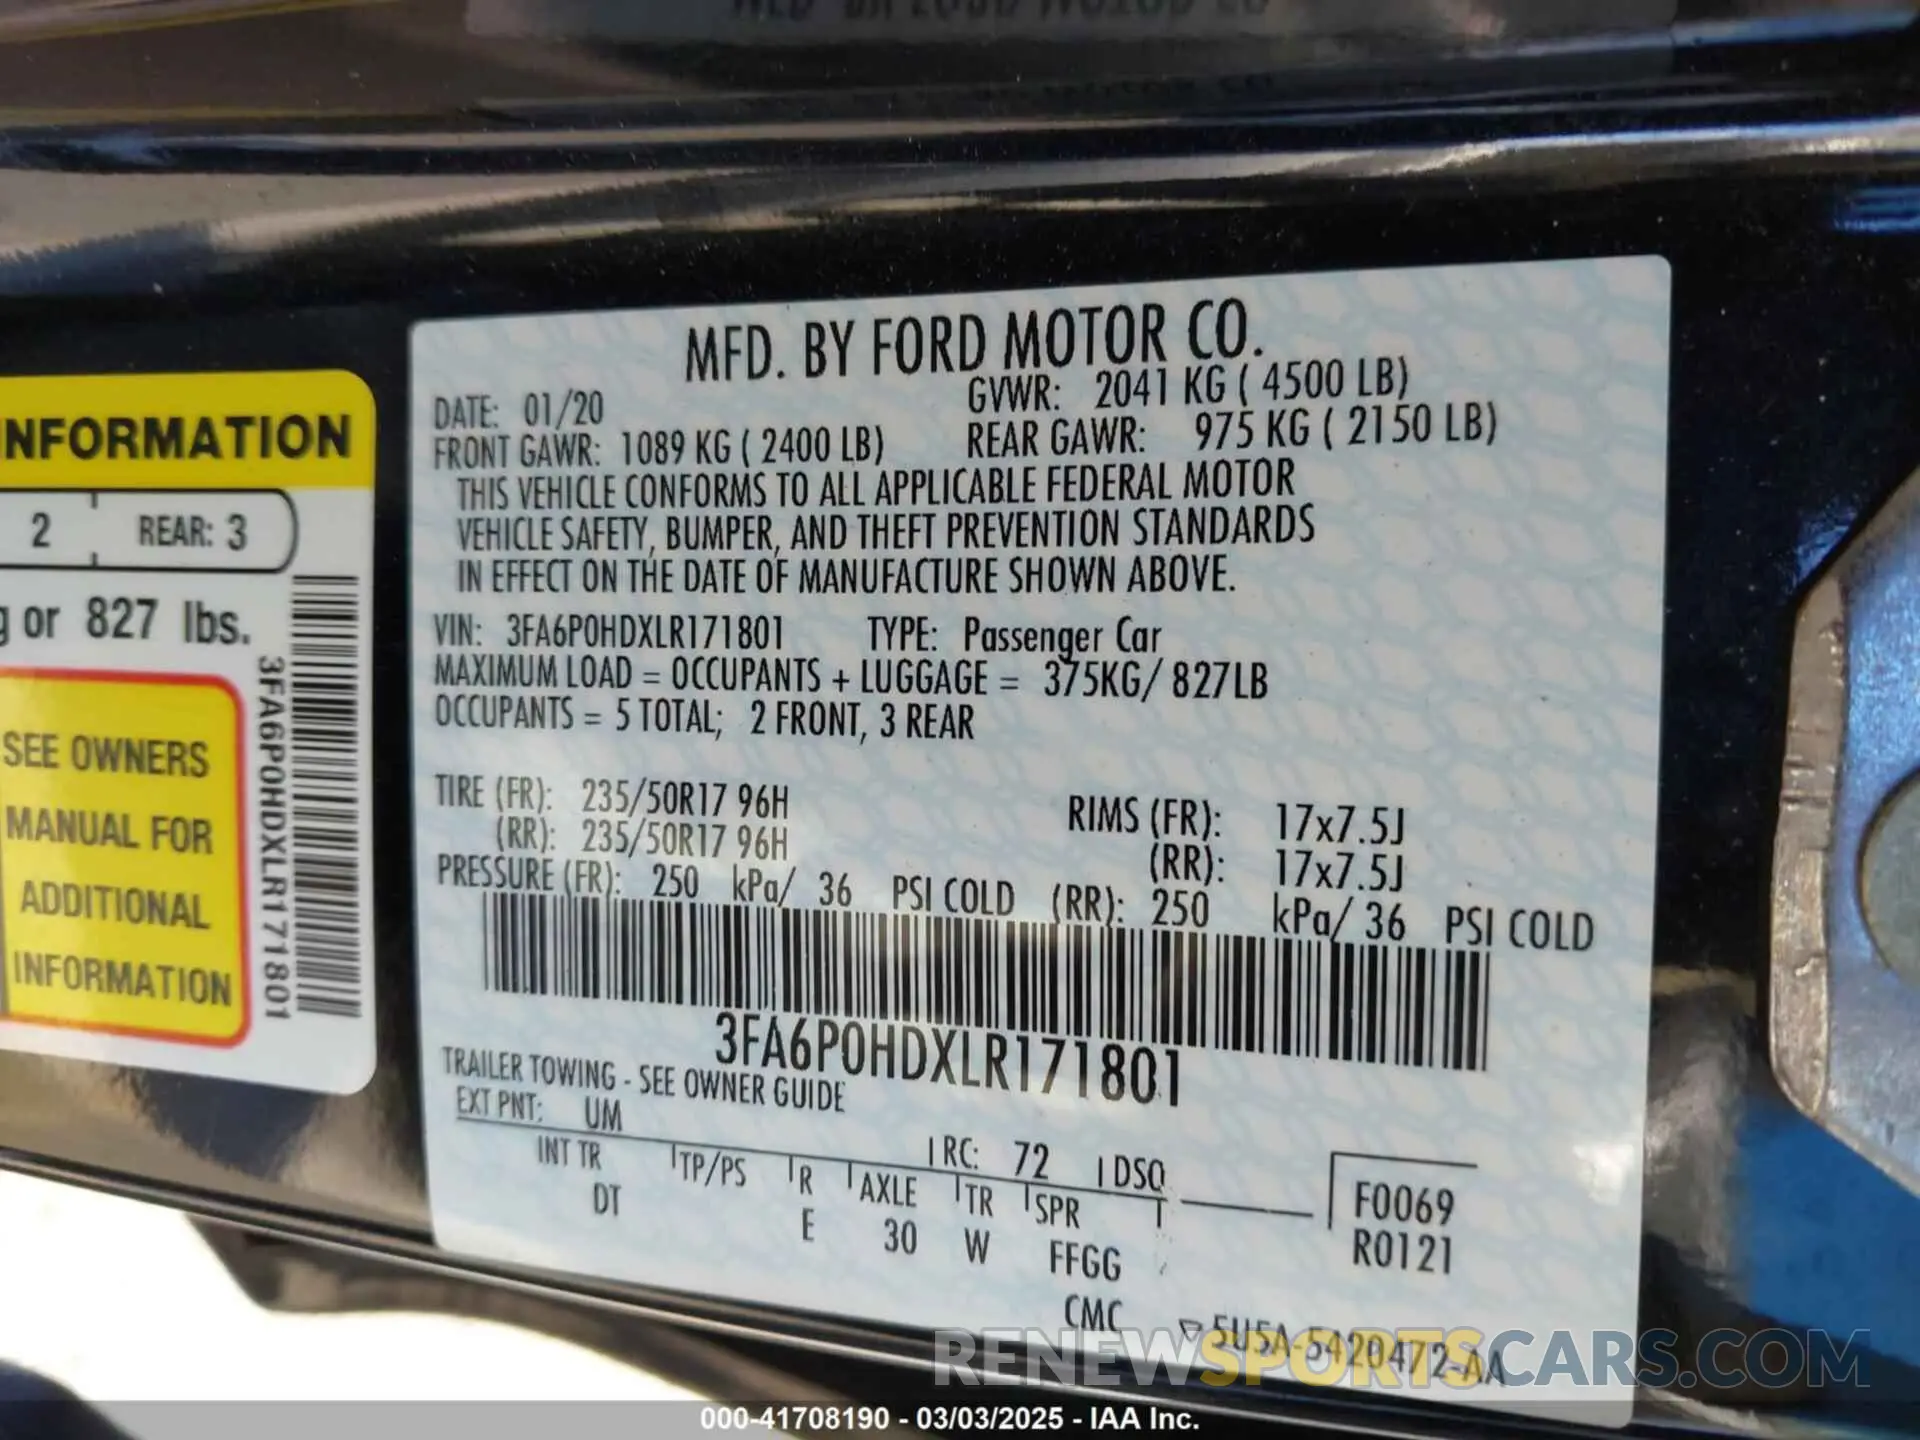 INFORMATION
2 REAR: 3
g or 827 lbs.
3FA6P0HDXLR171801
SEE OWNERS
MANUAL FOR
ADDITIONAL
INFORMATION
MFD. BY FORD MOTOR CO.
DATE: 01/20 GVWR: 2041 KG ( 4500 LB)
FRONT GAWR: 1089 KG ( 2400 LB) REAR GAWR: 975 KG ( 2150 LB)
THIS VEHICLE CONFORMS TO ALL APPLICABLE FEDERAL MOTOR
VEHICLE SAFETY, BUMPER, AND THEFT PREVENTION STANDARDS
IN EFFECT ON THE DATE OF MANUFACTURE SHOWN ABOVE.
VIN: 3FA6P0HDXLR171801 TYPE: Passenger Car
MAXIMUM LOAD = OCCUPANTS + LUGGAGE = 375KG/ 827LB
OCCUPANTS = 5 TOTAL; 2 FRONT, 3 REAR
TIRE (FR): 235/50R17 96H RIMS (FR): 17x7.5J
(RR): 235/50R17 96H (RR): 17x7.5J
PRESSURE (FR): 250 kPa/ 36 PSI COLD (RR): 250 kPa/ 36 PSI COLD
3FA6P0HDXLR171801
TRAILER TOWING - SEE OWNER GUIDE
EXT PNT: UM RC: 72 DSO
INT TR TP/PS R AXLE TR SPR F0069
DT E 30 W FFGG R0121
CMC 5U5A-5420472-AA
RENEWSPORTSCARS.COM
000-41708190 - 03/03/2025 - IAA Inc.